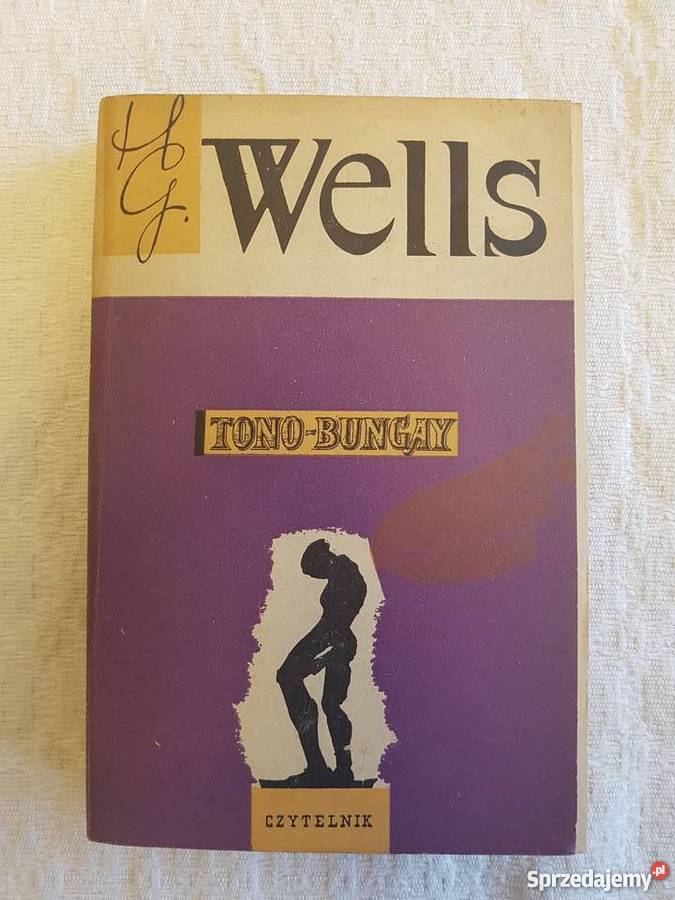 H
G. Wells
TONO-BUNGAY
CZYTELNIK
Sprzedajemy.pl